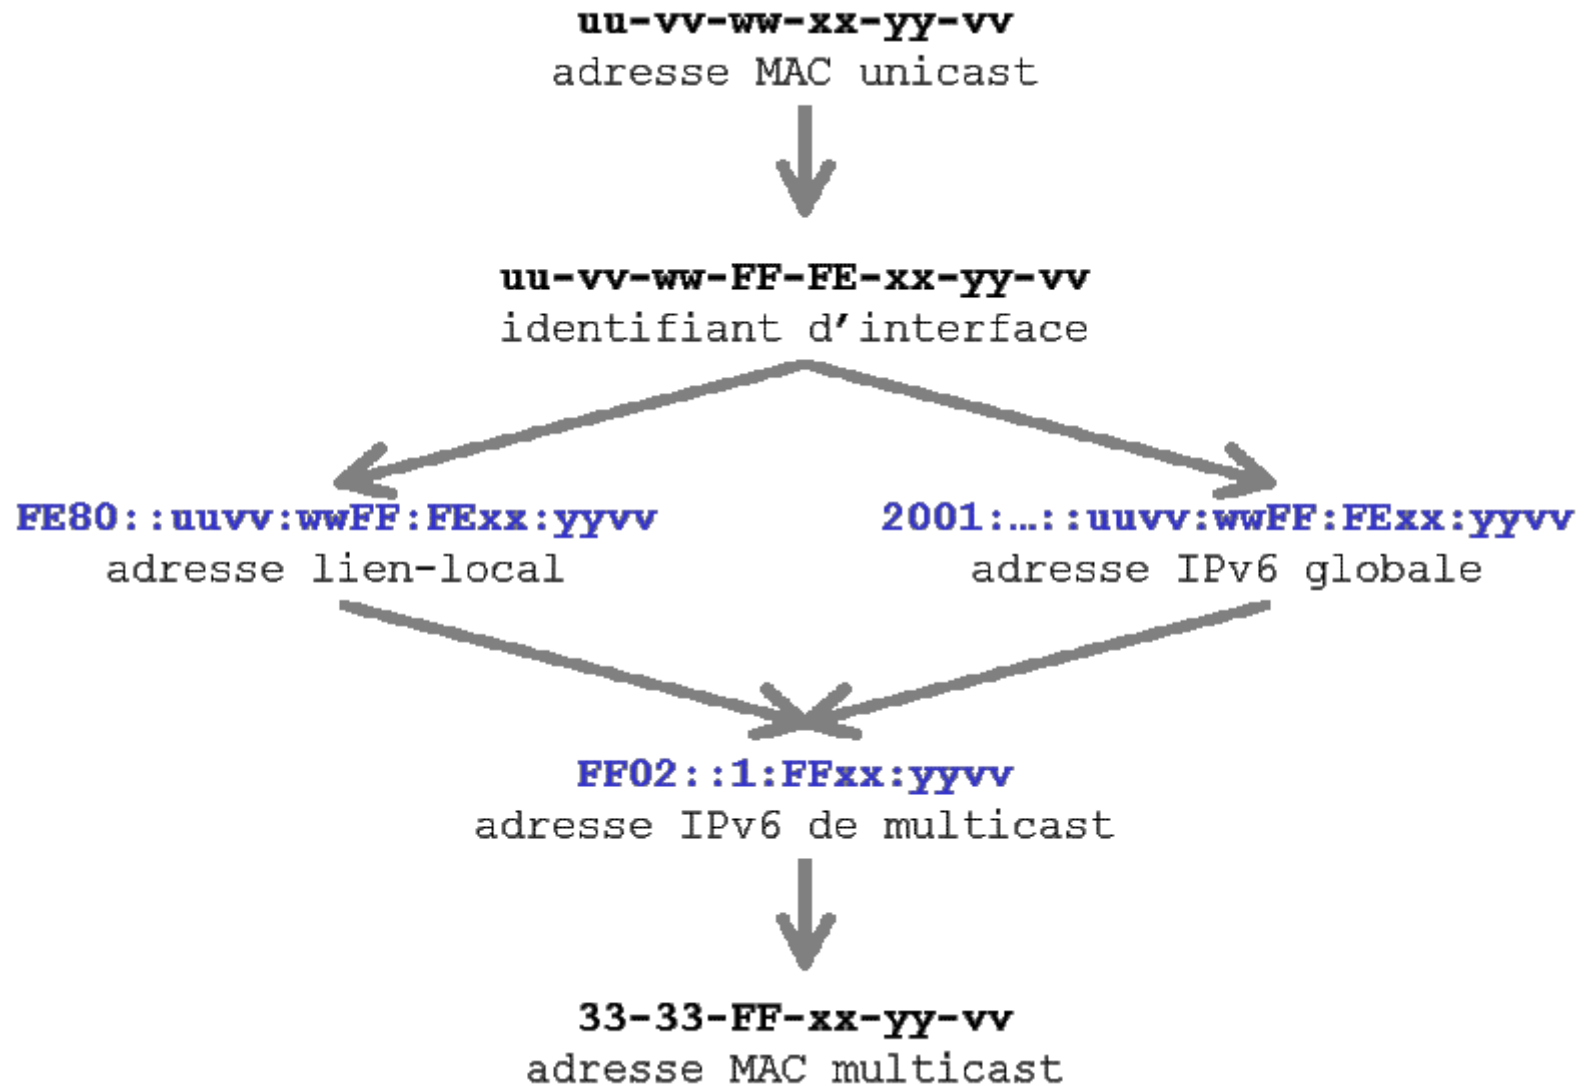 uu-vv-ww-xx-yy-vv
adresse MAC unicast
uu-vv-ww-FF-FE-xx-yy-vv
identifiant d'interface
FE80::uuvv:wwFF:FExx:yyvv
adresse lien-local
2001:…::uuvv:wwFF:FExx:yyvv
adresse IPv6 globale
FF02::1:FFxx:yyvv
adresse IPv6 de multicast
33-33-FF-xx-yy-vv
adresse MAC multicast